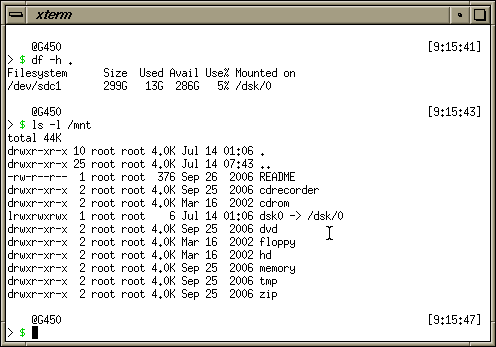 xterm
@G450 [9:15:41]
> $ df -h .
Filesystem Size Used Avail Use% Mounted on
/dev/sdc1 299G 13G 286G 5% /dsk/0
@G450 [9:15:43]
> $ ls -l /mnt
total 44K
drwxr-xr-x 10 root root 4.0K Jul 14 01:06 .
drwxr-xr-x 25 root root 4.0K Jul 14 07:43 ..
-rw-r--r-- 1 root root 376 Sep 26 2006 README
drwxr-xr-x 2 root root 4.0K Sep 25 2006 cdrecorder
drwxr-xr-x 2 root root 4.0K Mar 16 2002 cdrom
lrwxrwxrwx 1 root root 6 Jul 14 01:06 dsk0 -> /dsk/0
drwxr-xr-x 2 root root 4.0K Sep 25 2006 dvd
drwxr-xr-x 2 root root 4.0K Mar 16 2002 floppy
drwxr-xr-x 2 root root 4.0K Mar 16 2002 hd
drwxr-xr-x 2 root root 4.0K Sep 25 2006 memory
drwxr-xr-x 2 root root 4.0K Sep 25 2006 tmp
drwxr-xr-x 2 root root 4.0K Sep 25 2006 zip
@G450 [9:15:47]
> $